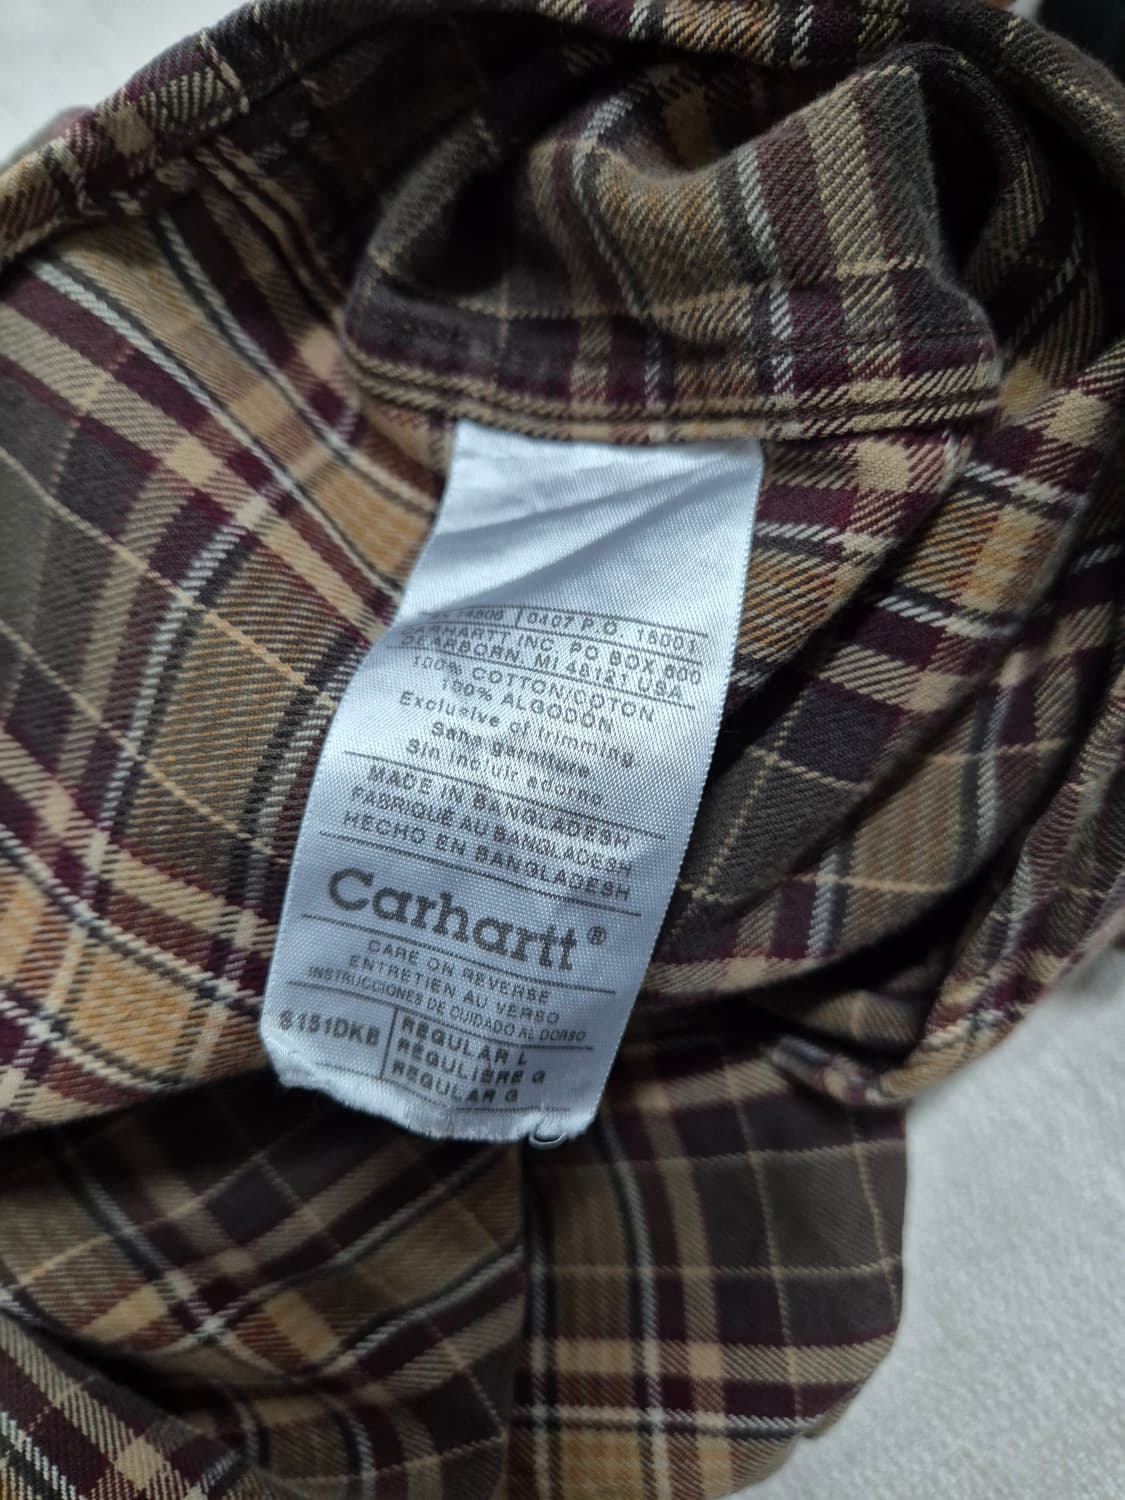 0407 P.O. 16001
CARHARTT INC. PO BOX 600
DEARBORN, MI 48121 USA
100% COTTON/COTON
100% ALGODÓN
Exclusive of trimming
Sans garniture
Sin incluir adorno
MADE IN BANGLADESH
FABRIQUÉ AU BANGLADESH
HECHO EN BANGLADESH
Carhartt®
CARE ON REVERSE
ENTRETIEN AU VERSO
INSTRUCCIONES DE CUIDADO AL DORSO
S151DKB
REGULAR L
RÉGULIÈRE G
REGULAR G